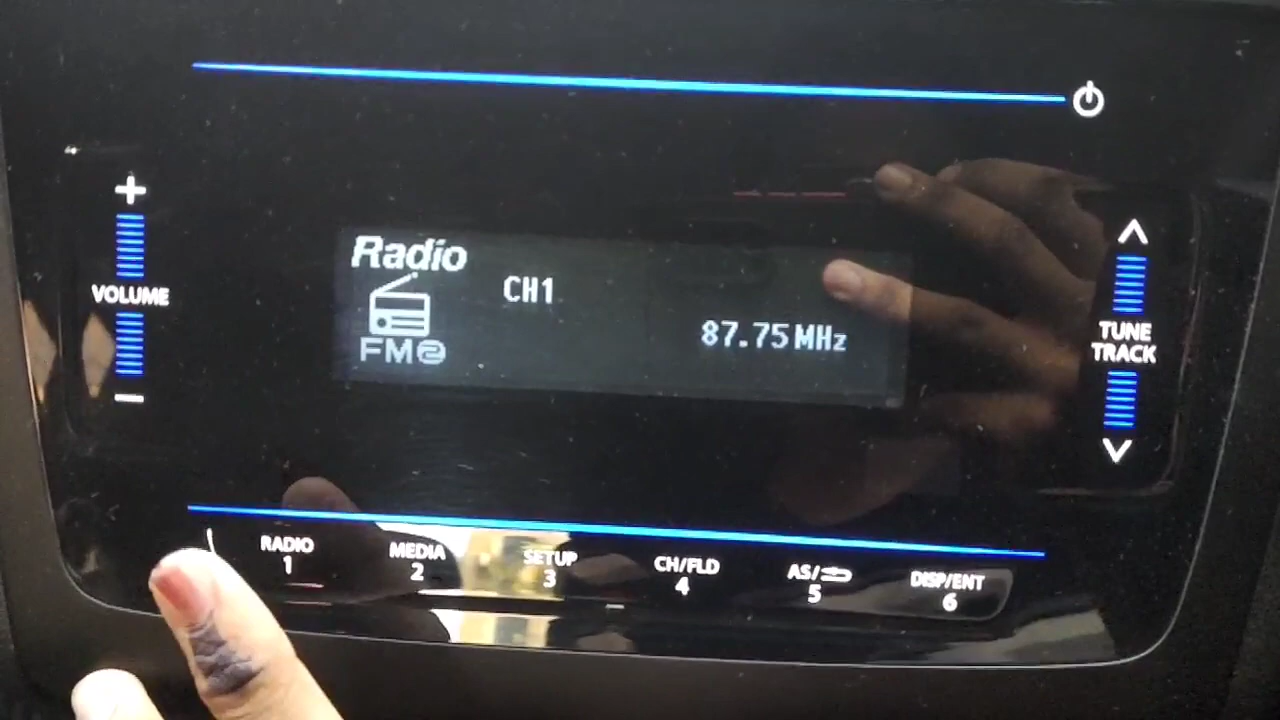 +
VOLUME
—
Radio
CH1
87.75 MHz
FM2
TUNE
TRACK
RADIO
1
MEDIA
2
SETUP
3
CH/FLD
4
AS/
5
DISP/ENT
6